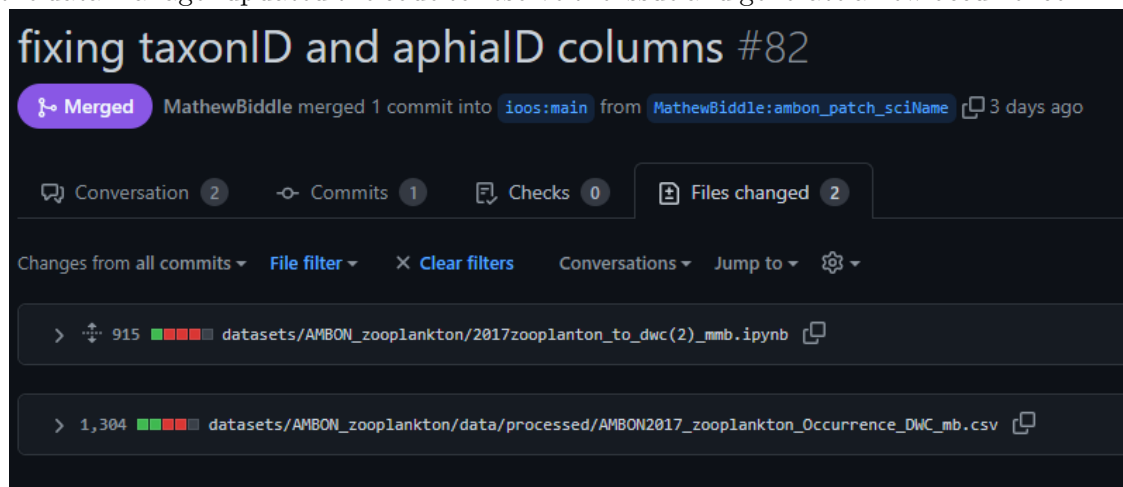 fixing taxonID and aphiaID columns #82
Merged MathewBiddle merged 1 commit into ioos:main from MathewBiddle:ambon_patch_sciName 3 days ago
Conversation 2 Commits 1 Checks 0 Files changed 2
Changes from all commits File filter Clear filters Conversations Jump to
915 datasets/AMBON_zooplankton/2017zooplanton_to_dwc(2)_mmb.ipynb
1,304 datasets/AMBON_zooplankton/data/processed/AMBON2017_zooplankton_Occurrence_DWC_mb.csv